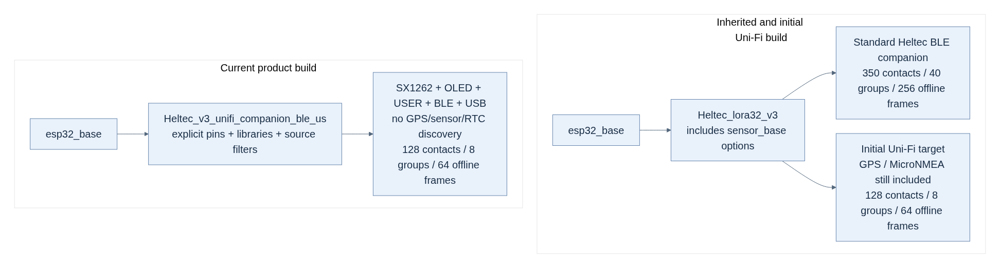 Current product build
esp32_base
Heltec_v3_unifi_companion_ble_us
explicit pins + libraries + source
filters
SX1262 + OLED +
USER + BLE + USB
no GPS/sensor/RTC
discovery
128 contacts / 8
groups / 64 offline
frames
Inherited and initial
Uni-Fi build
esp32_base
Heltec_lora32_v3
includes sensor_base
options
Standard Heltec BLE
companion
350 contacts / 40
groups / 256 offline
frames
Initial Uni-Fi target
GPS / MicroNMEA
still included
128 contacts / 8
groups / 64 offline
frames